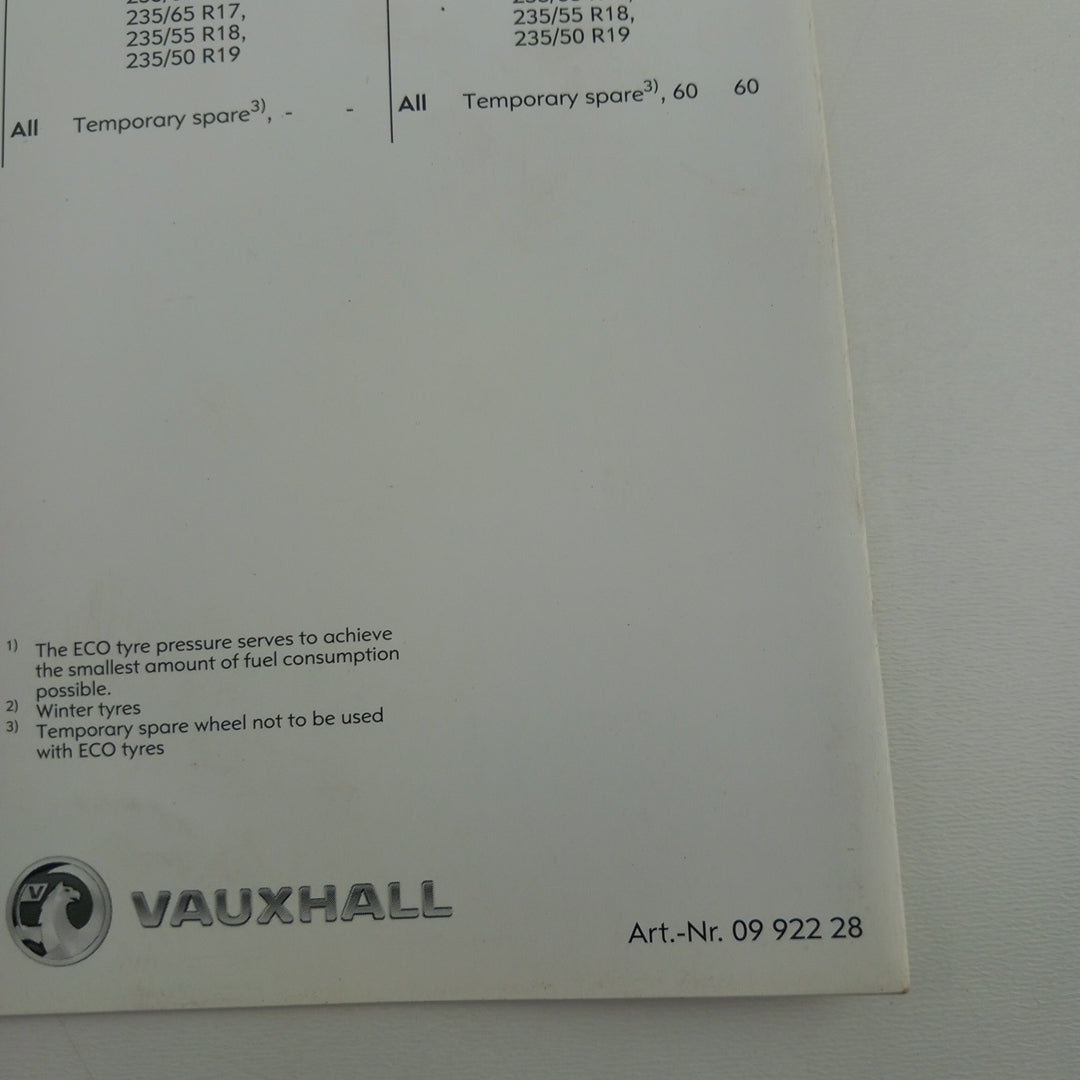 235/65 R17,
235/55 R18,
235/50 R19
All Temporary spare3), - -
235/55 R18,
235/50 R19
All Temporary spare3), 60 60
1) The ECO tyre pressure serves to achieve
the smallest amount of fuel consumption
possible.
2) Winter tyres
3) Temporary spare wheel not to be used
with ECO tyres
V
VAUXHALL
Art.-Nr. 09 922 28